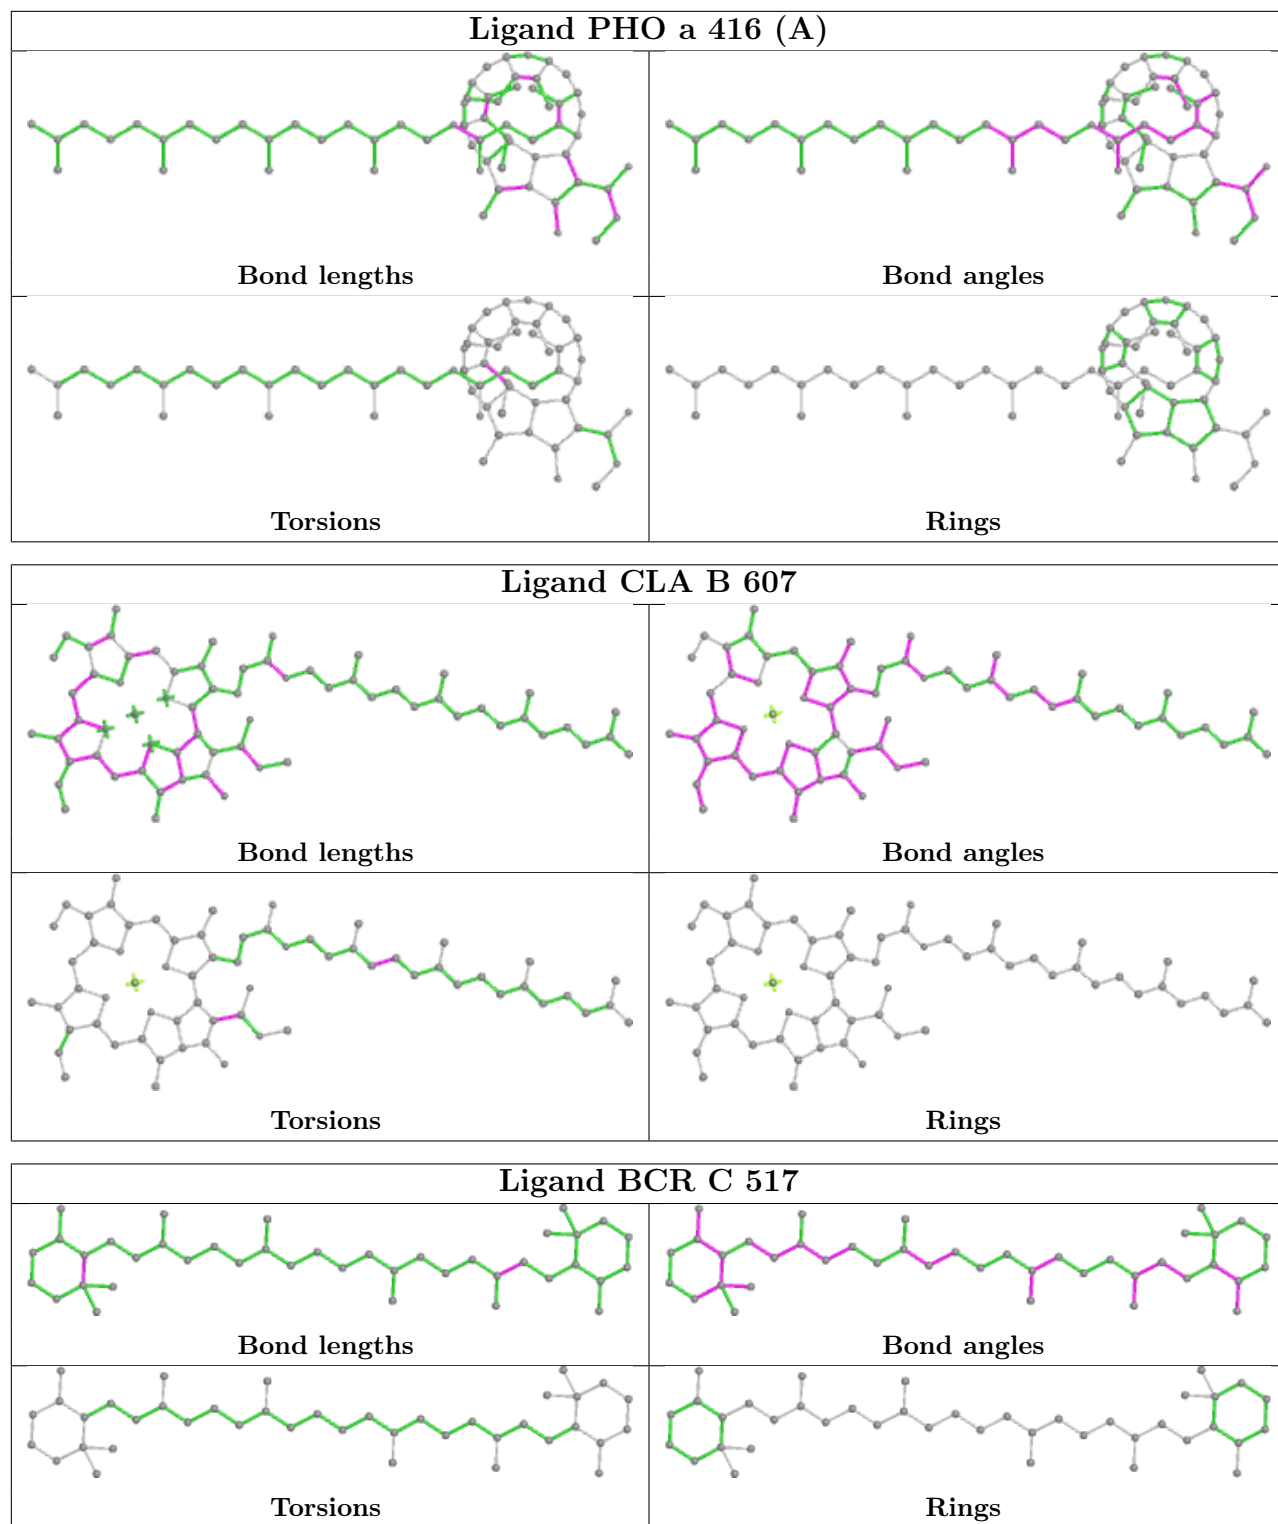 Ligand PHO a 416 (A)
Bond lengths
Bond angles
Torsions
Rings
Ligand CLA B 607
Bond lengths
Bond angles
Torsions
Rings
Ligand BCR C 517
Bond lengths
Bond angles
Torsions
Rings